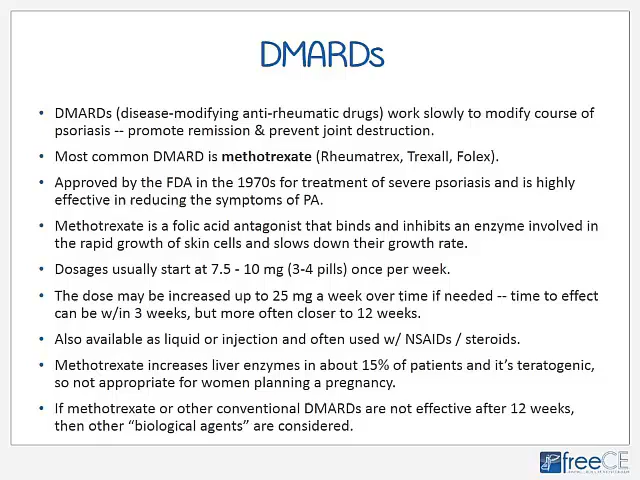 DMARDs
• DMARDs (disease-modifying anti-rheumatic drugs) work slowly to modify course of
psoriasis -- promote remission & prevent joint destruction.
• Most common DMARD is methotrexate (Rheumatrex, Trexall, Folex).
• Approved by the FDA in the 1970s for treatment of severe psoriasis and is highly
effective in reducing the symptoms of PA.
• Methotrexate is a folic acid antagonist that binds and inhibits an enzyme involved in
the rapid growth of skin cells and slows down their growth rate.
• Dosages usually start at 7.5 - 10 mg (3-4 pills) once per week.
• The dose may be increased up to 25 mg a week over time if needed -- time to effect
can be w/in 3 weeks, but more often closer to 12 weeks.
• Also available as liquid or injection and often used w/ NSAIDs / steroids.
• Methotrexate increases liver enzymes in about 15% of patients and it's teratogenic,
so not appropriate for women planning a pregnancy.
• If methotrexate or other conventional DMARDs are not effective after 12 weeks,
then other “biological agents” are considered.
freeCE